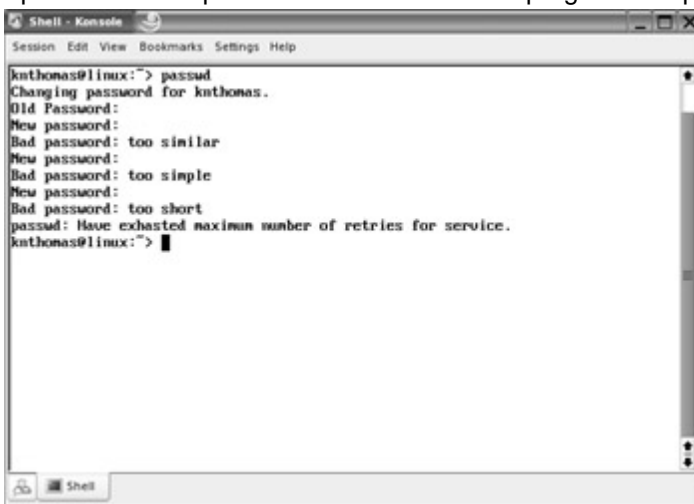 Shell - Konsole
Session Edit View Bookmarks Settings Help
knthomas@linux:~> passwd
Changing password for knthomas.
Old Password:
New password:
Bad password: too similar
New password:
Bad password: too simple
New password:
Bad password: too short
passwd: Have exhasted maximum number of retries for service.
knthomas@linux:~>
Shell